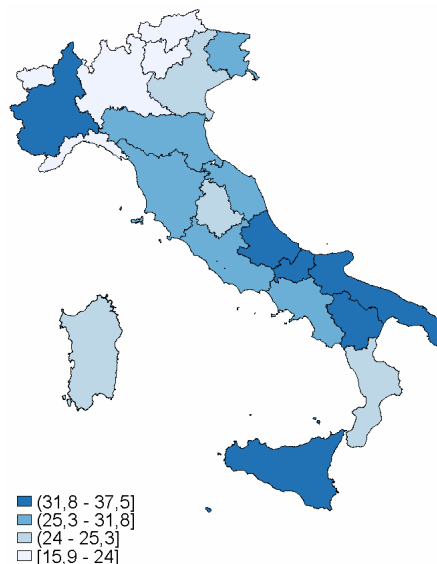 (31,8 - 37,5]
(25,3 - 31,8]
(24 - 25,3]
[15,9 - 24]